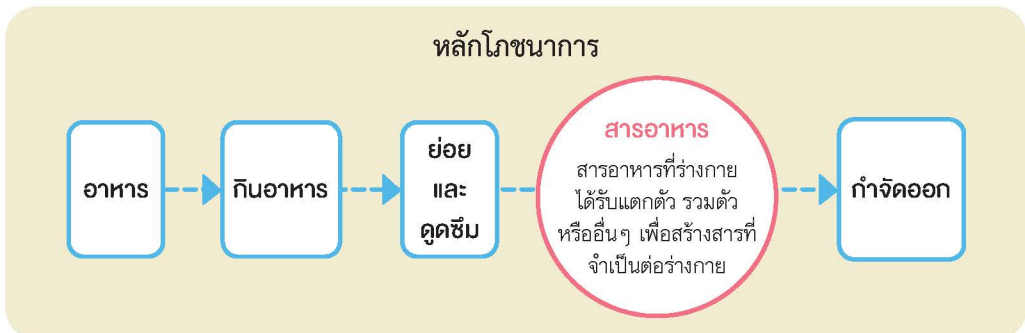 หลักโภชนาการ
อาหาร
กินอาหาร
ย่อย
และ
ดูดซึม
สารอาหาร
สารอาหารที่ร่างกาย
ได้รับแตกตัว รวมตัว
หรืออื่นๆ เพื่อสร้างสารที่
จำเป็นต่อร่างกาย
กำจัดออก